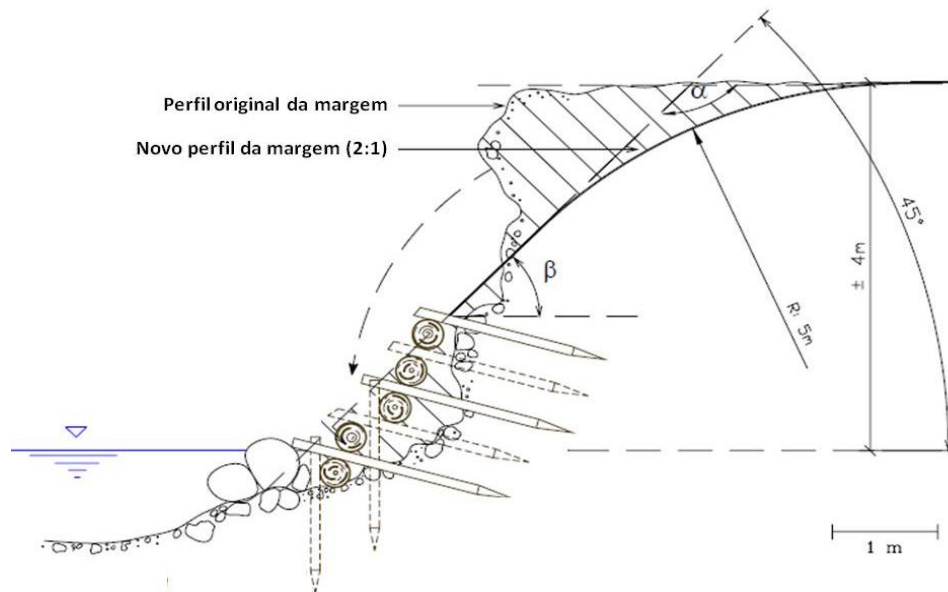 Perfil original da margem
α
Novo perfil da margem (2:1)
45°
β
± 4m
R: 5m
1 m